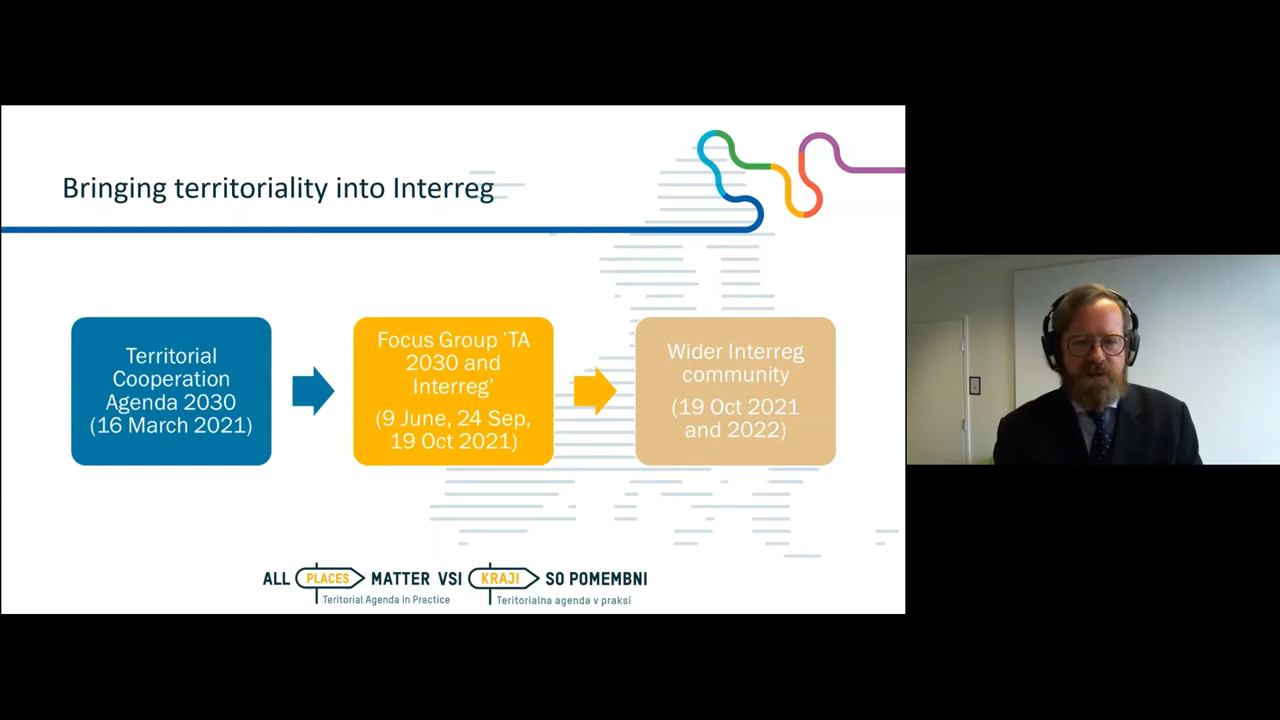 Bringing territoriality into Interreg
Territorial
Cooperation
Agenda 2030
(16 March 2021)
Focus Group 'TA
2030 and
Interreg'
(9 June, 24 Sep,
19 Oct 2021)
Wider Interreg
community
(19 Oct 2021
and 2022)
ALL PLACES MATTER VSI KRAJI SO POMEMBNI
Territorial Agenda in Practice
Teritorialna agenda v praksi